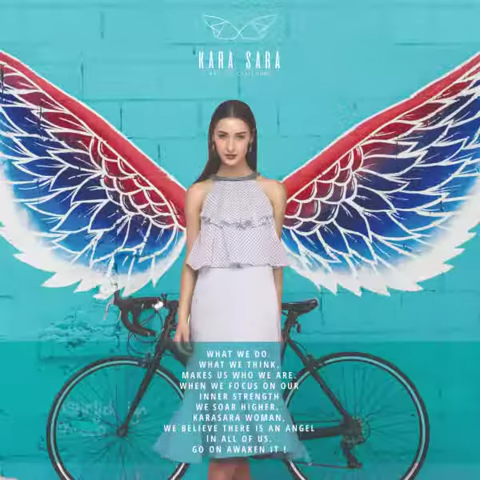 KARA SARA
WHAT WE DO.
WHAT WE THINK,
MAKES US WHO WE ARE.
WHEN WE FOCUS ON OUR
INNER STRENGTH
WE SOAR HIGHER,
KARASARA WOMAN,
WE BELIEVE THERE IS AN ANGEL
IN ALL OF US.
GO ON AWAKEN IT !